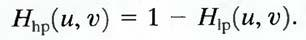 H_hp(u, v) = 1 − H_lp(u, v).